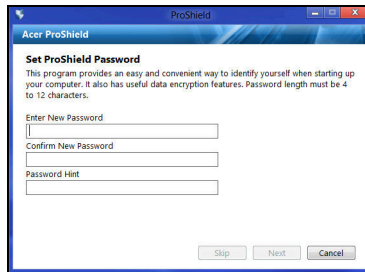 ProShield
Acer ProShield
Set ProShield Password
This program provides an easy and convenient way to identify yourself when starting up
your computer. It also has useful data encryption features. Password length must be 4
to 12 characters.
Enter New Password
Confirm New Password
Password Hint
Skip Next Cancel